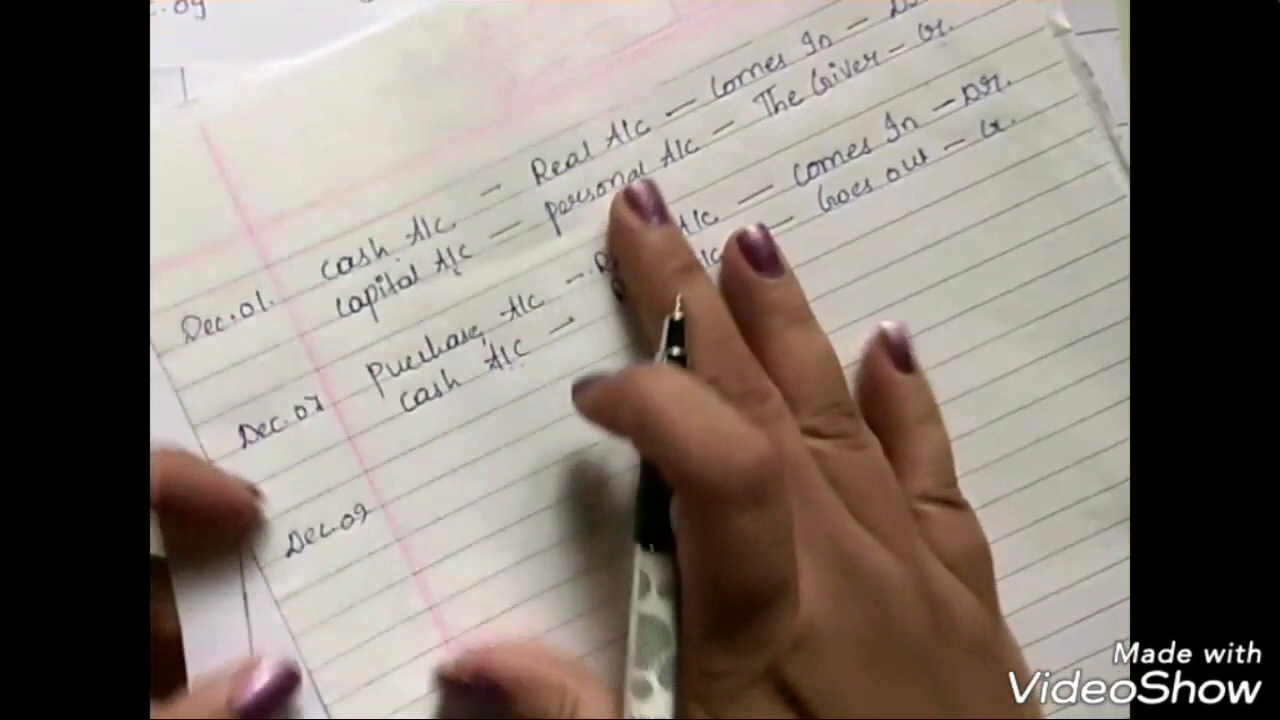 Dec.01. Cash A/c. – Real A/c – Comes In – Dr.
Capital A/c – personal A/c – The Giver – Cr.
Dec.07 Purchase A/c – A/c – Comes In – Dr.
Cash A/c – – Goes out – Cr.
Dec.09
Made with
VideoShow